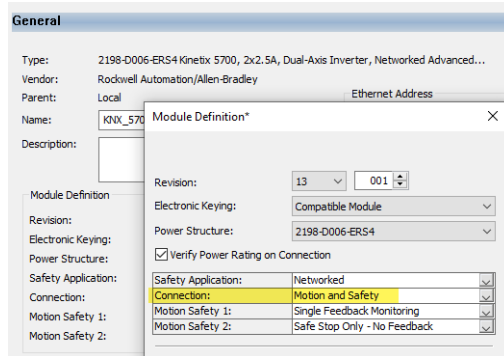 General
Type: 2198-D006-ERS4 Kinetix 5700, 2x2.5A, Dual-Axis Inverter, Networked Advanced...
Vendor: Rockwell Automation/Allen-Bradley
Parent: Local
Ethernet Address
Name: KNX_570
Description:
Module Definition
Revision:
Electronic Keying:
Power Structure:
Safety Application:
Connection:
Motion Safety 1:
Motion Safety 2:
Module Definition*
Revision: 13 001
Electronic Keying: Compatible Module
Power Structure: 2198-D006-ERS4
Verify Power Rating on Connection
Safety Application: Networked
Connection: Motion and Safety
Motion Safety 1: Single Feedback Monitoring
Motion Safety 2: Safe Stop Only - No Feedback